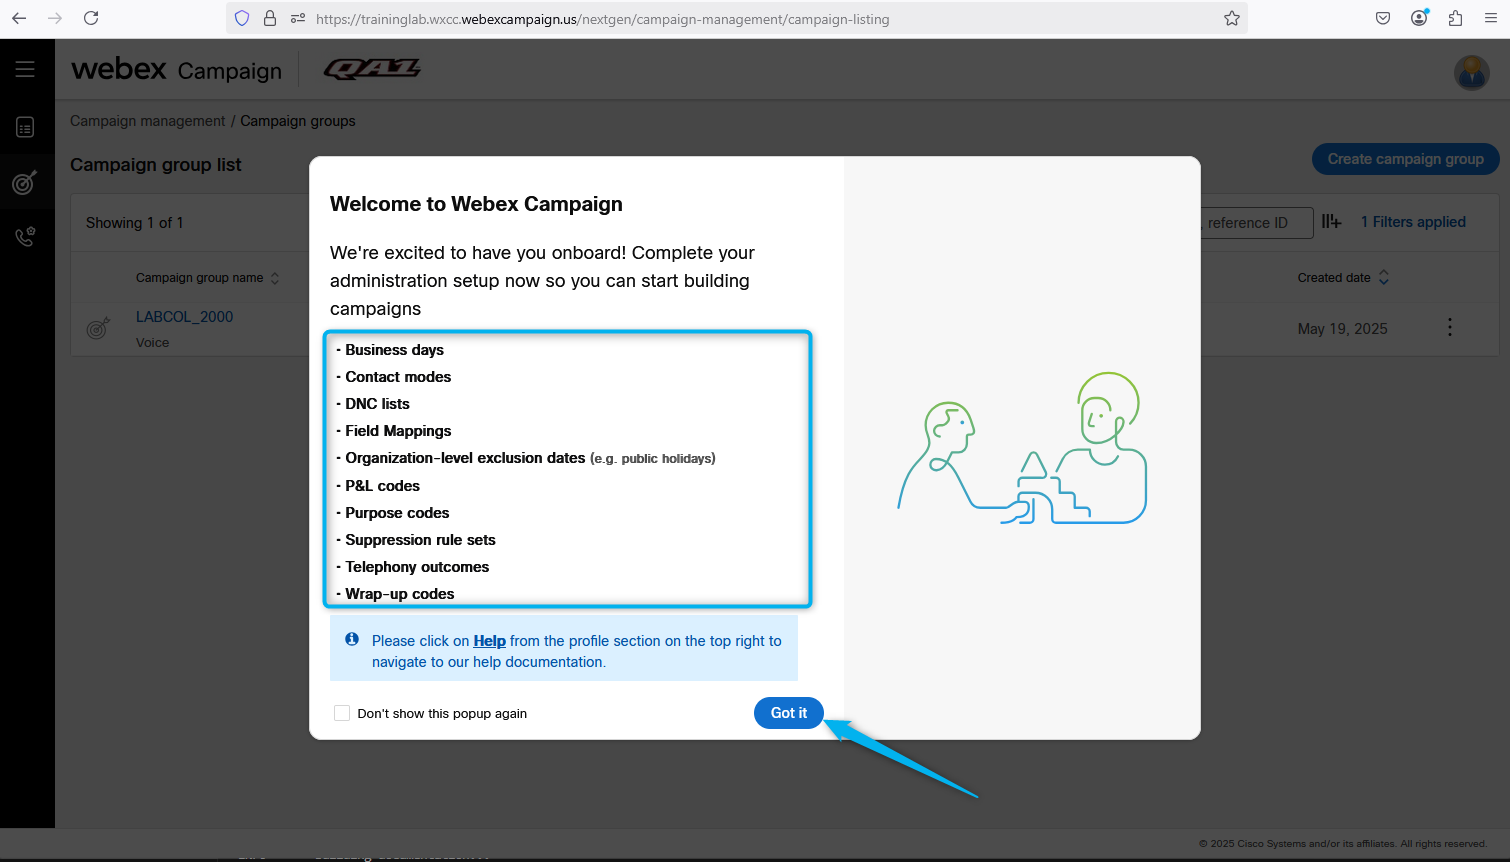 https://traininglab.wxcc.webexcampaign.us/nextgen/campaign-management/campaign-listing
webex Campaign
QA1
Campaign management / Campaign groups
Campaign group list
Create campaign group
Showing 1 of 1
, reference ID
1 Filters applied
Campaign group name
Created date
LABCOL_2000
Voice
May 19, 2025
Welcome to Webex Campaign
We're excited to have you onboard! Complete your
administration setup now so you can start building
campaigns
- Business days
- Contact modes
- DNC lists
- Field Mappings
- Organization-level exclusion dates (e.g. public holidays)
- P&L codes
- Purpose codes
- Suppression rule sets
- Telephony outcomes
- Wrap-up codes
Please click on Help from the profile section on the top right to
navigate to our help documentation.
Don't show this popup again
Got it
© 2025 Cisco Systems and/or its affiliates. All rights reserved.